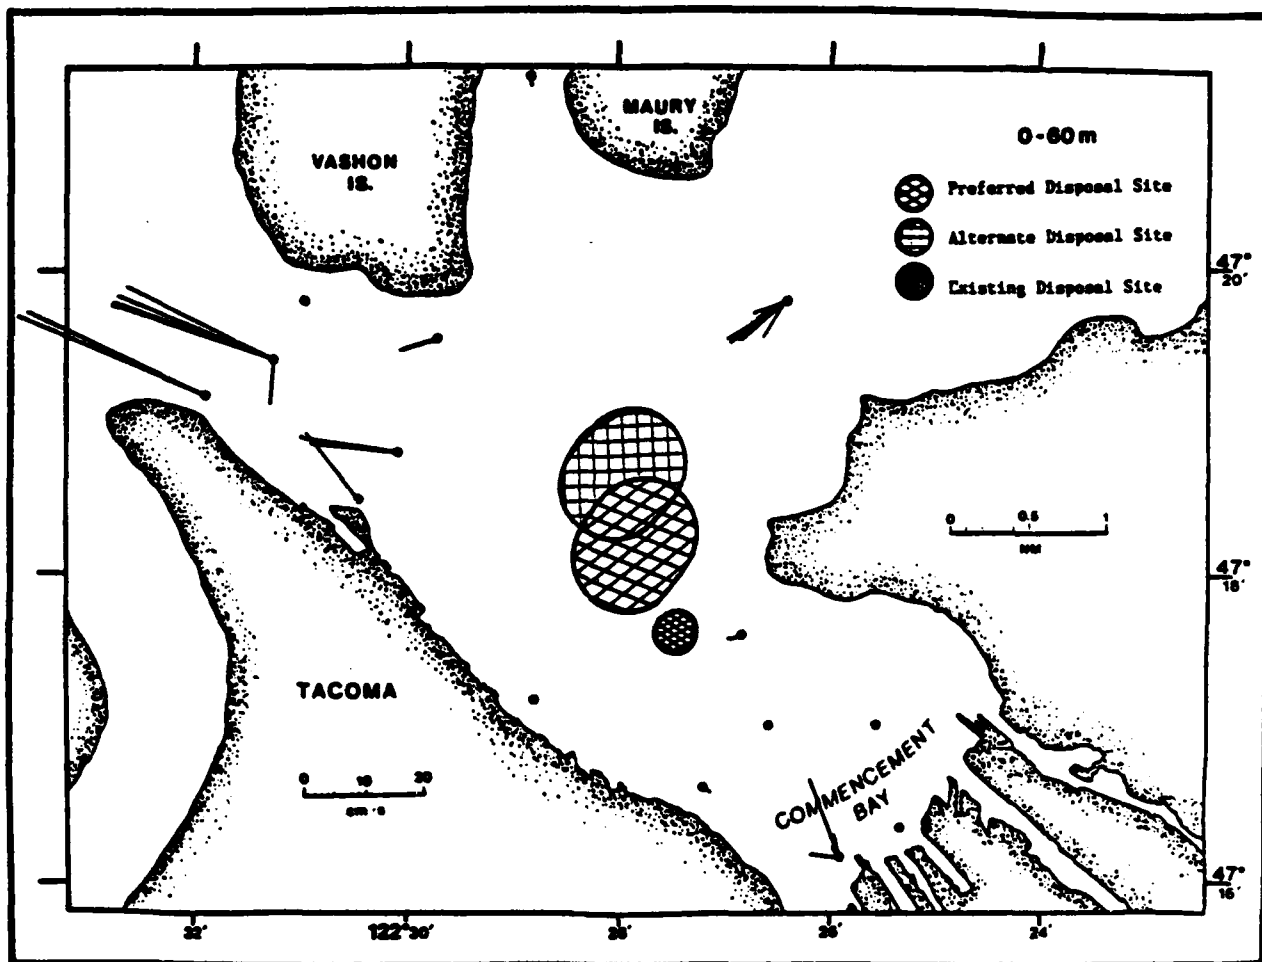 MAURY
IS.
VASHON
IS.
0-60m
Preferred Disposal Site
Alternate Disposal Site
Existing Disposal Site
47°
20'
0 0.5 1
NM
47°
18'
TACOMA
0 10 20
COMMENCEMENT
BAY
47°
16'
32' 122°30' 28' 26' 24'